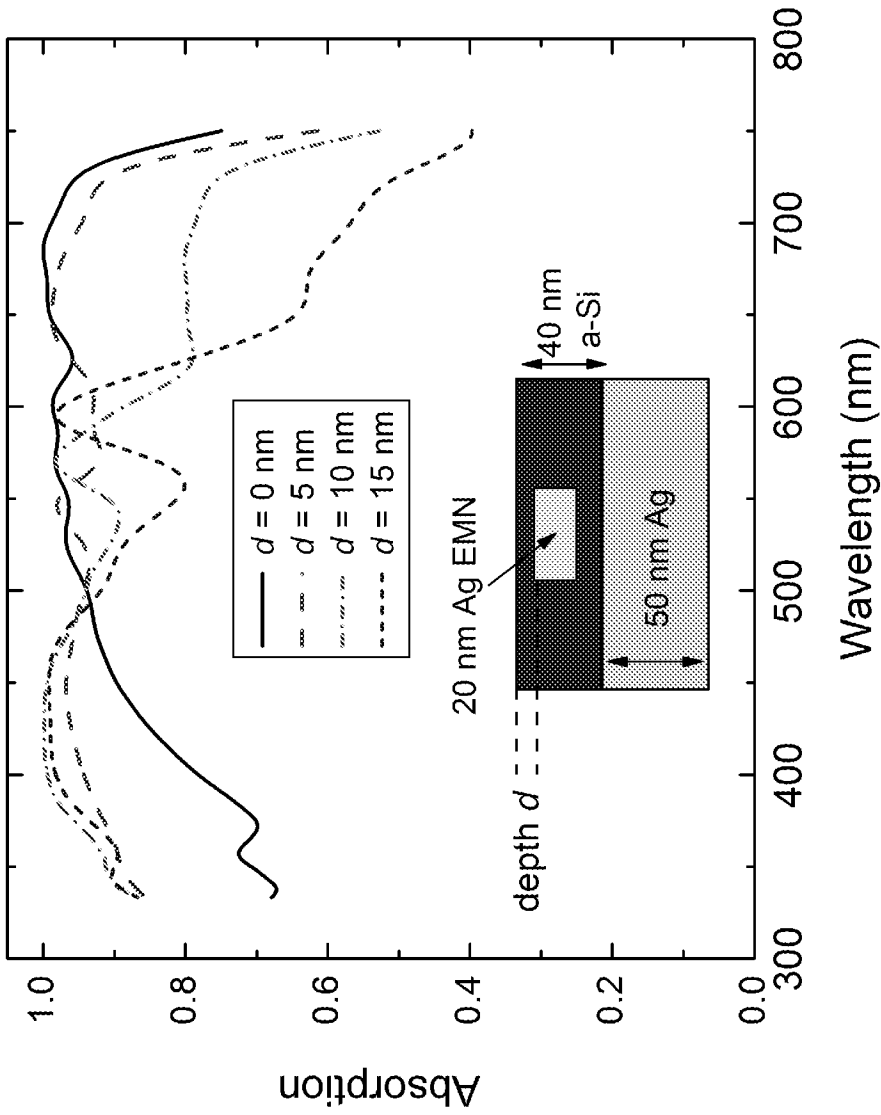 Absorption
1.0
0.8
0.6
0.4
0.2
0.0
300
400
500
600
700
800
Wavelength (nm)
d = 0 nm
d = 5 nm
d = 10 nm
d = 15 nm
20 nm Ag EMN
depth d
40 nm
a-Si
50 nm Ag